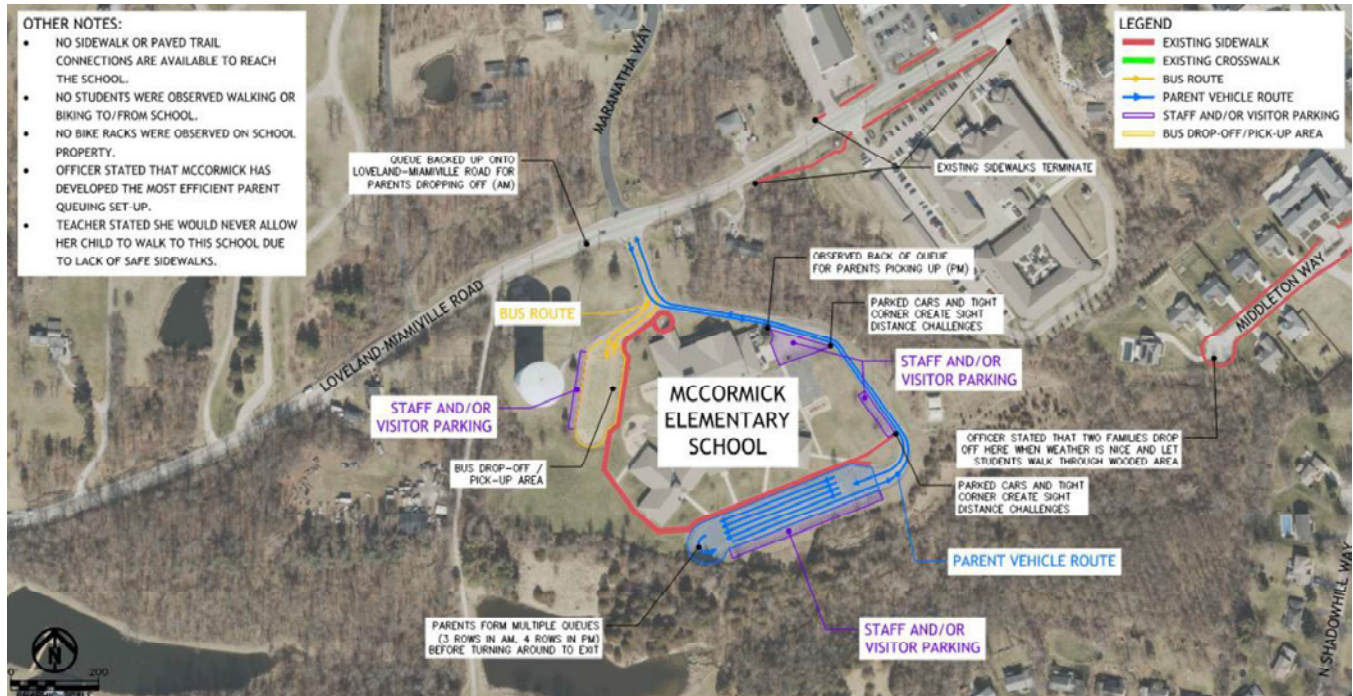 OTHER NOTES:
• NO SIDEWALK OR PAVED TRAIL
CONNECTIONS ARE AVAILABLE TO REACH
THE SCHOOL.
• NO STUDENTS WERE OBSERVED WALKING OR
BIKING TO/FROM SCHOOL.
• NO BIKE RACKS WERE OBSERVED ON SCHOOL
PROPERTY.
• OFFICER STATED THAT MCCORMICK HAS
DEVELOPED THE MOST EFFICIENT PARENT
QUEUING SET-UP.
• TEACHER STATED SHE WOULD NEVER ALLOW
HER CHILD TO WALK TO THIS SCHOOL DUE
TO LACK OF SAFE SIDEWALKS.
LEGEND
EXISTING SIDEWALK
EXISTING CROSSWALK
BUS ROUTE
PARENT VEHICLE ROUTE
STAFF AND/OR VISITOR PARKING
BUS DROP-OFF/PICK-UP AREA
MARANATHA WAY
QUEUE BACKED UP ONTO
LOVELAND-MIAMIVILLE ROAD FOR
PARENTS DROPPING OFF (AM)
EXISTING SIDEWALKS TERMINATE
OBSERVED BACK OF QUEUE
FOR PARENTS PICKING UP (PM)
PARKED CARS AND TIGHT
CORNER CREATE SIGHT
DISTANCE CHALLENGES
MIDDLETON WAY
LOVELAND-MIAMIVILLE ROAD
BUS ROUTE
STAFF AND/OR
VISITOR PARKING
STAFF AND/OR
VISITOR PARKING
MCCORMICK
ELEMENTARY
SCHOOL
OFFICER STATED THAT TWO FAMILIES DROP
OFF HERE WHEN WEATHER IS NICE AND LET
STUDENTS WALK THROUGH WOODED AREA
BUS DROP-OFF /
PICK-UP AREA
PARKED CARS AND TIGHT
CORNER CREATE SIGHT
DISTANCE CHALLENGES
PARENT VEHICLE ROUTE
PARENTS FORM MULTIPLE QUEUES
(3 ROWS IN AM, 4 ROWS IN PM)
BEFORE TURNING AROUND TO EXIT
STAFF AND/OR
VISITOR PARKING
N SHADOWHILL WAY
N
0 200